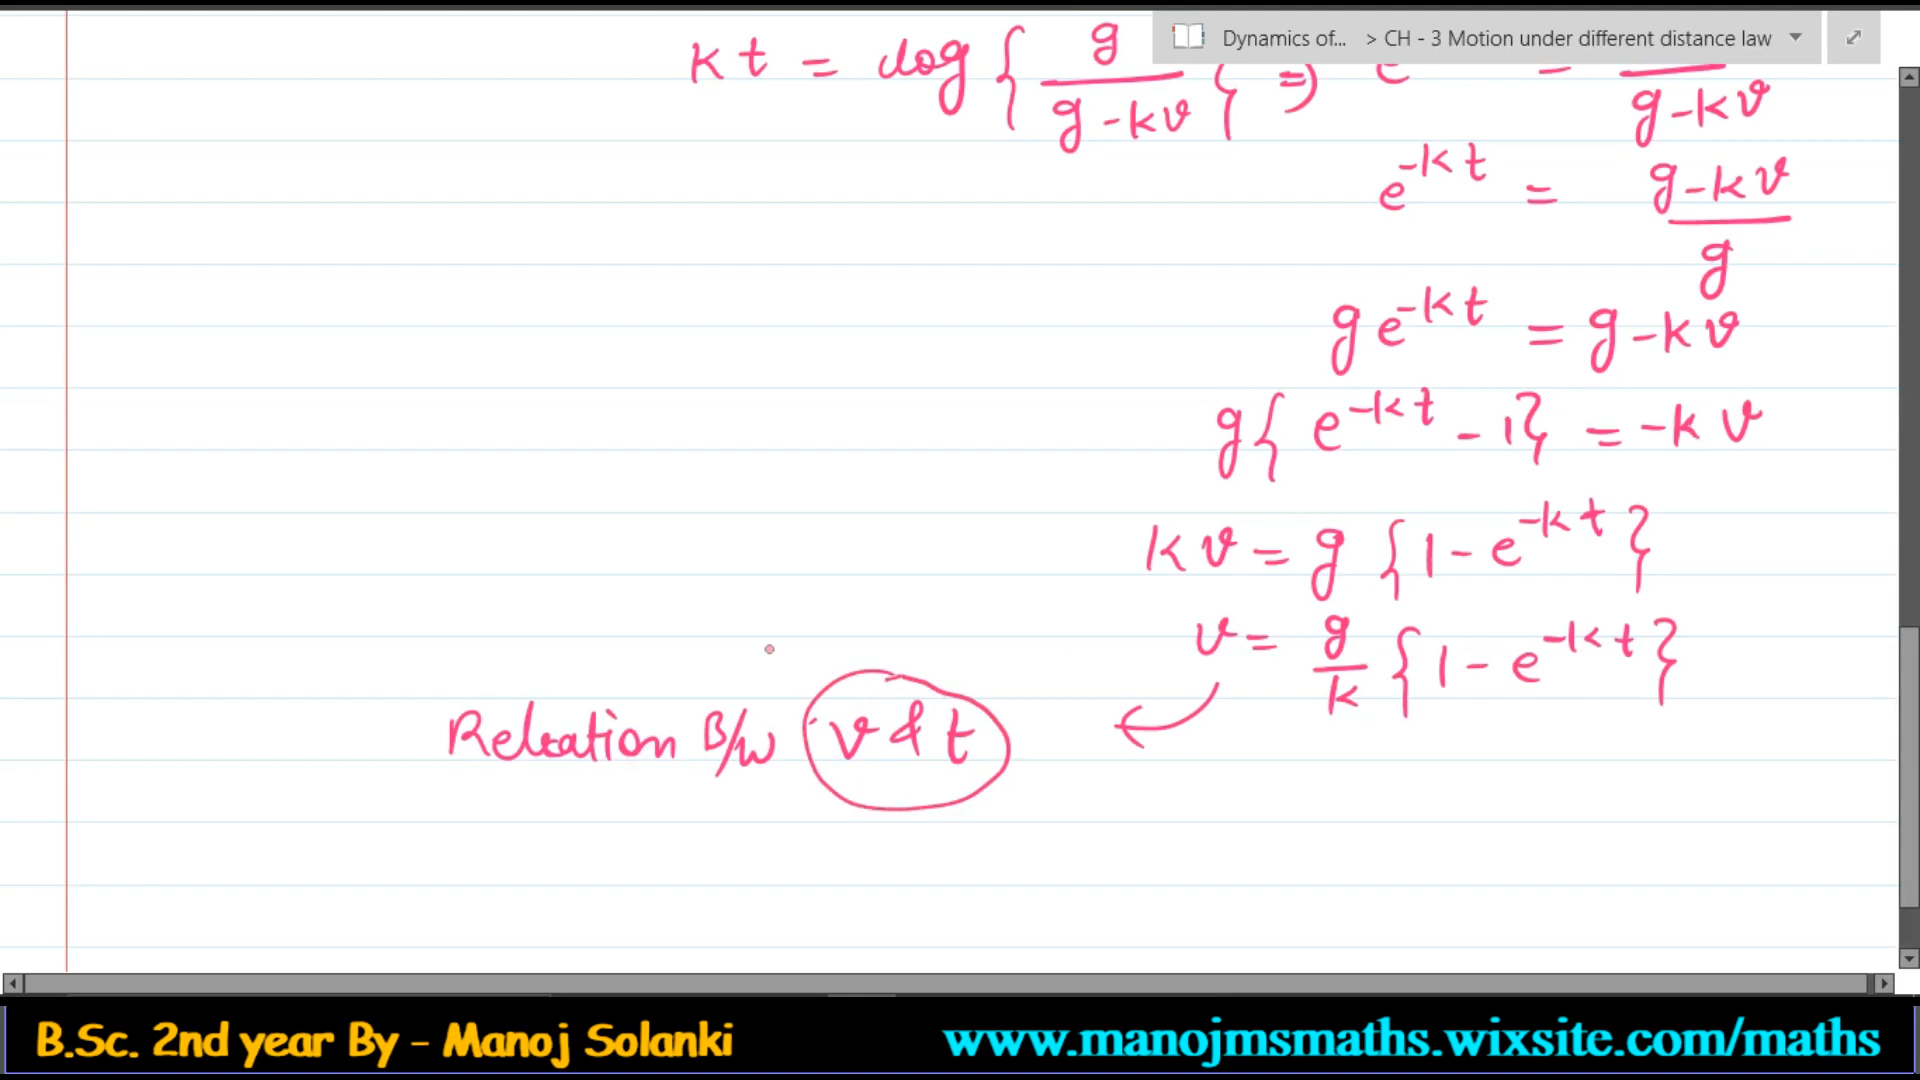 Dynamics of... > CH - 3 Motion under different distance law
kt = log { g / g-kv } => e =  / g-kv
e^-kt = g-kv / g
ge^-kt = g-kv
g{ e^-kt - 1} = -kv
kv = g {1 - e^-kt}
v = g/k {1 - e^-kt}
Relation B/w v & t
B.Sc. 2nd year By - Manoj Solanki
www.manojmsmaths.wixsite.com/maths